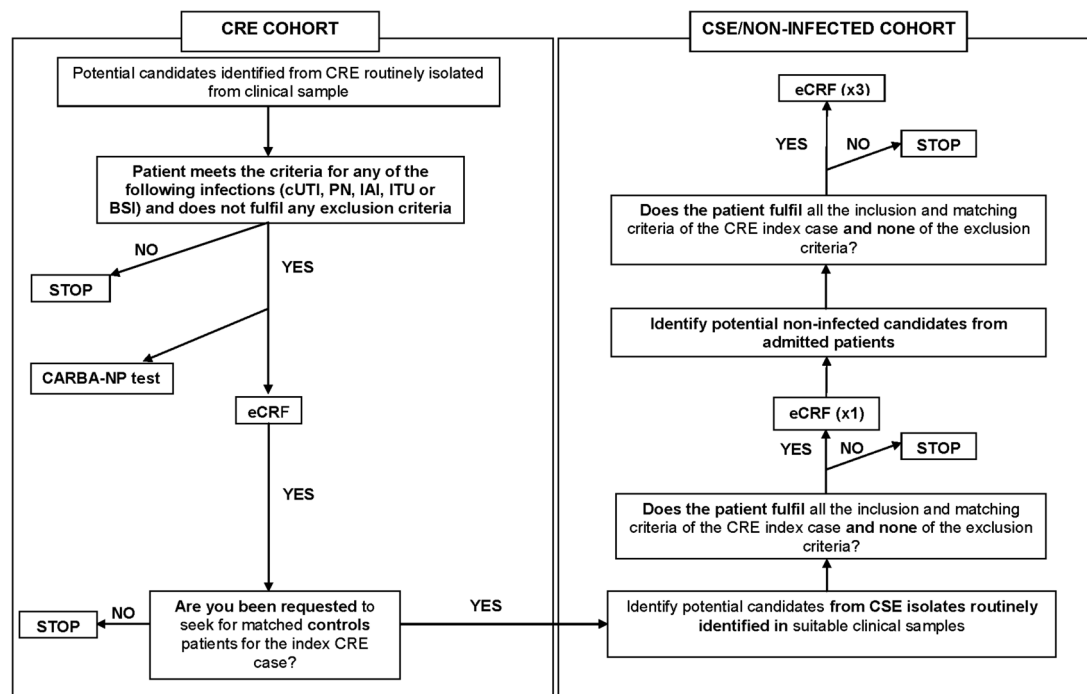 CRE COHORT
Potential candidates identified from CRE routinely isolated
from clinical sample
Patient meets the criteria for any of the
following infections (cUTI, PN, IAI, ITU or
BSI) and does not fulfil any exclusion criteria
NO
YES
STOP
CARBA-NP test
eCRF
YES
Are you been requested to
seek for matched controls
patients for the index CRE
case?
NO
STOP
YES
CSE/NON-INFECTED COHORT
eCRF (x3)
YES
NO
STOP
Does the patient fulfil all the inclusion and matching
criteria of the CRE index case and none of the exclusion
criteria?
Identify potential non-infected candidates from
admitted patients
eCRF (x1)
YES
NO
STOP
Does the patient fulfil all the inclusion and matching
criteria of the CRE index case and none of the exclusion
criteria?
Identify potential candidates from CSE isolates routinely
identified in suitable clinical samples